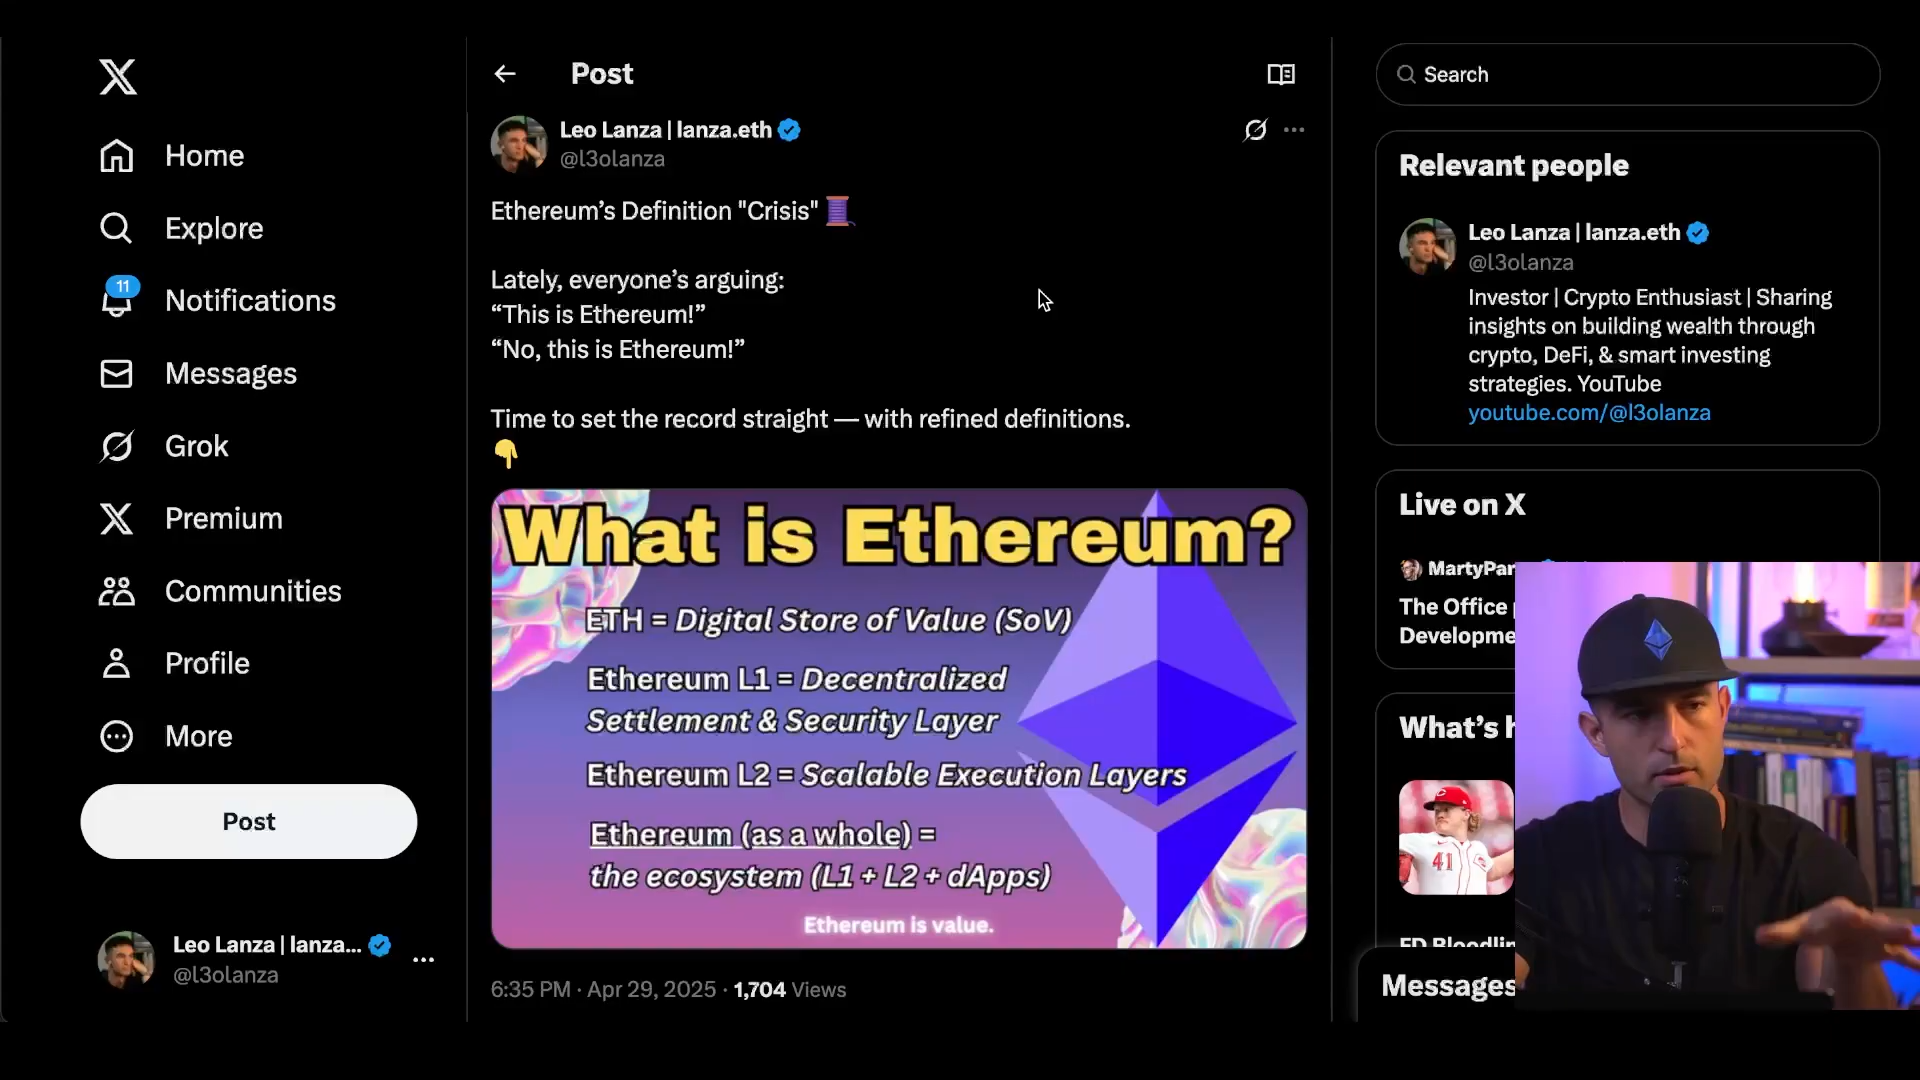 Home
Explore
11
Notifications
Messages
Grok
Premium
Communities
Profile
More
Post
Leo Lanza | lanza...
@l3olanza
Post
Leo Lanza | lanza.eth
@l3olanza
Ethereum’s Definition "Crisis"
Lately, everyone’s arguing:
“This is Ethereum!”
“No, this is Ethereum!”
Time to set the record straight — with refined definitions.
What is Ethereum?
ETH = Digital Store of Value (SoV)
Ethereum L1 = Decentralized
Settlement & Security Layer
Ethereum L2 = Scalable Execution Layers
Ethereum (as a whole) =
the ecosystem (L1 + L2 + dApps)
Ethereum is value.
6:35 PM · Apr 29, 2025 · 1,704 Views
Search
Relevant people
Leo Lanza | lanza.eth
@l3olanza
Investor | Crypto Enthusiast | Sharing
insights on building wealth through
crypto, DeFi, & smart investing
strategies. YouTube
youtube.com/@l3olanza
Live on X
MartyPar
The Office
Developme
What’s
41
Messages